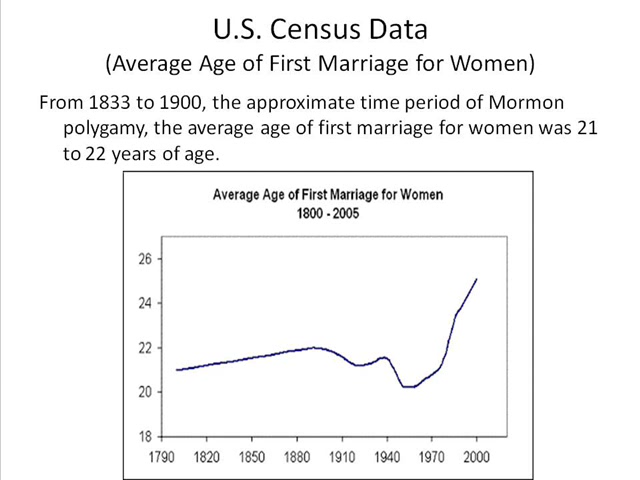 U.S. Census Data
(Average Age of First Marriage for Women)
From 1833 to 1900, the approximate time period of Mormon
polygamy, the average age of first marriage for women was 21
to 22 years of age.
Average Age of First Marriage for Women
1800 - 2005
26
24
22
20
18
1790 1820 1850 1880 1910 1940 1970 2000